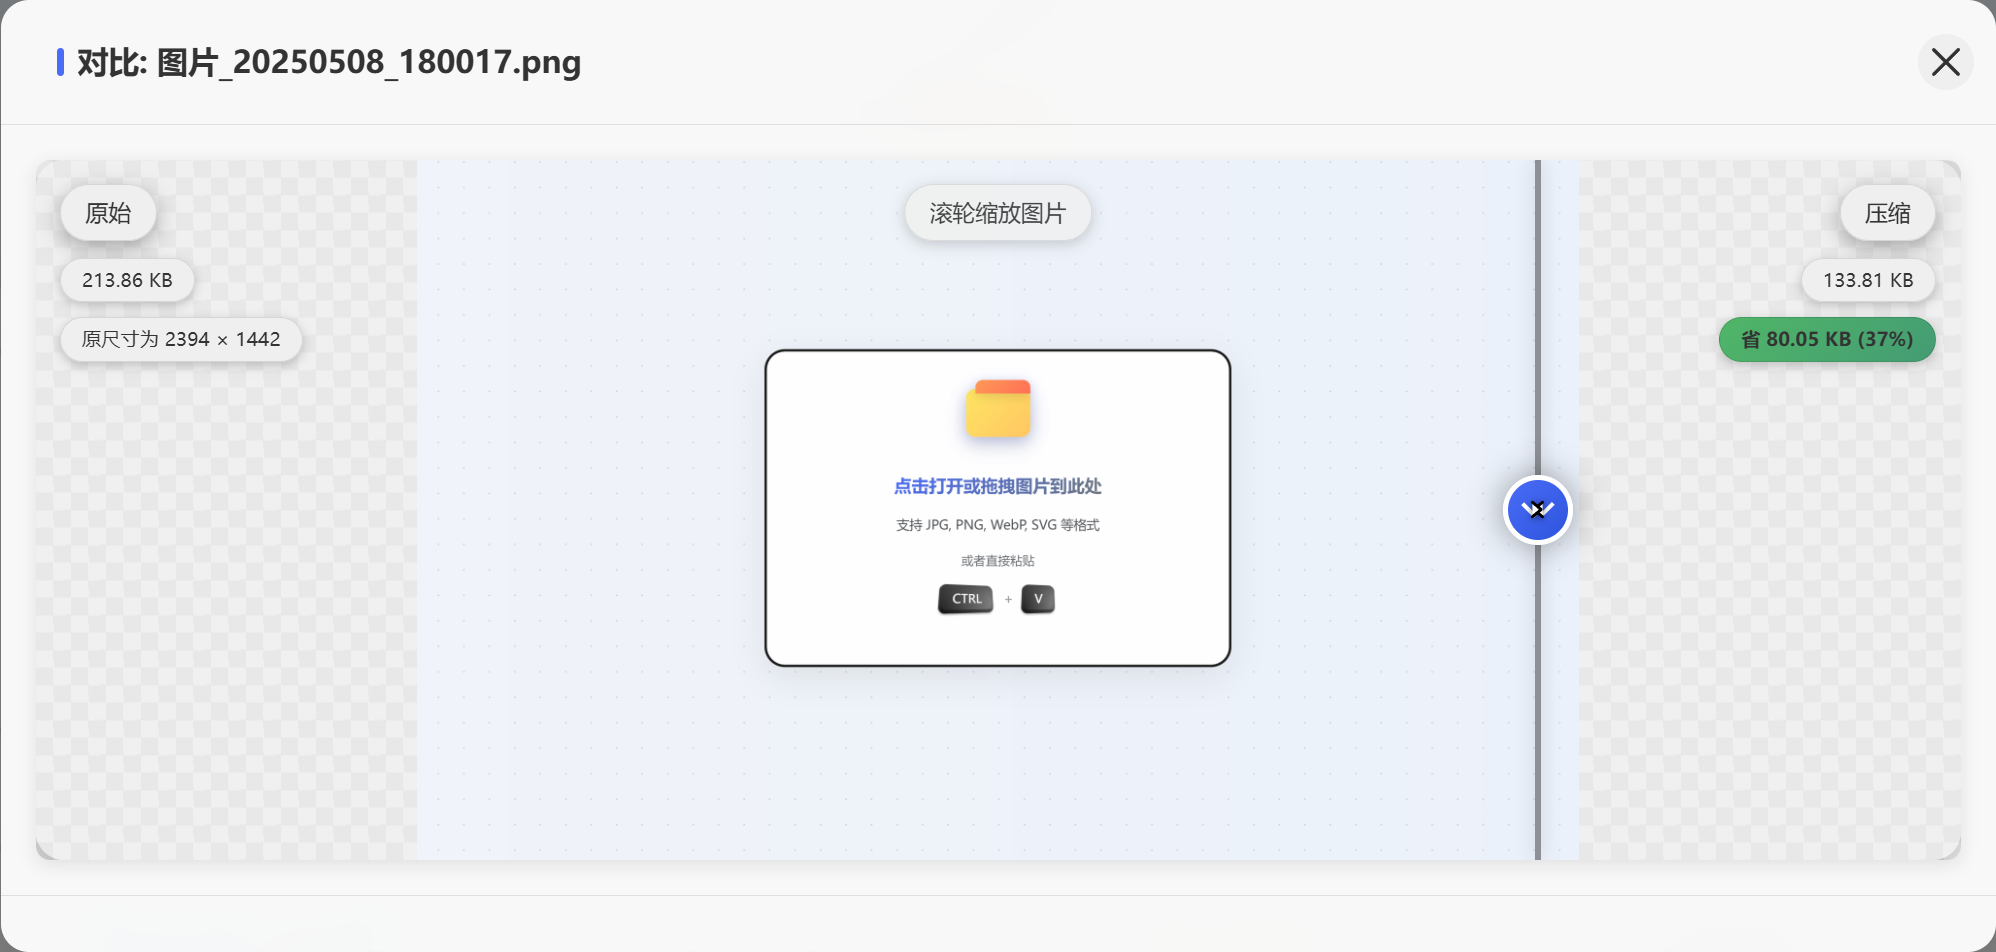 对比: 图片_20250508_180017.png
原始
滚轮缩放图片
压缩
213.86 KB
133.81 KB
原尺寸为 2394 × 1442
省 80.05 KB (37%)
点击打开或拖拽图片到此处
支持 JPG, PNG, WebP, SVG 等格式
或者直接粘贴
CTRL + V